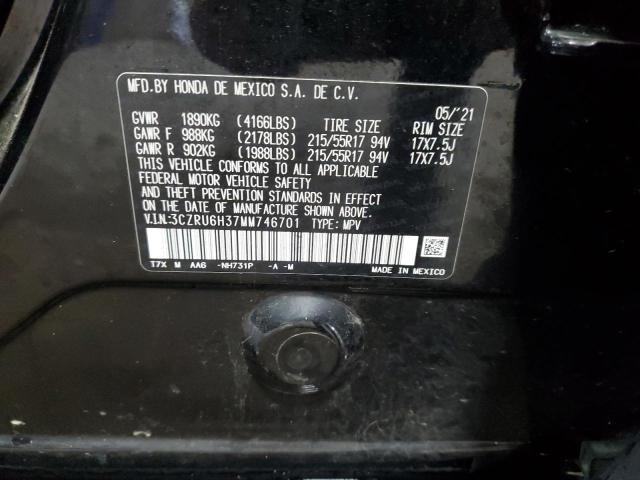 MFD.BY HONDA DE MEXICO S.A. DE C.V.
05/'21
GVWR 1890KG (4166LBS) TIRE SIZE RIM SIZE
GAWR F 988KG (2178LBS) 215/55R17 94V 17X7.5J
GAWR R 902KG (1988LBS) 215/55R17 94V 17X7.5J
THIS VEHICLE CONFORMS TO ALL APPLICABLE
FEDERAL MOTOR VEHICLE SAFETY
AND THEFT PREVENTION STANDARDS IN EFFECT ON THE
DATE OF MANUFACTURE SHOWN ABOVE.
V.I.N:3CZRU6H37MM746701 TYPE: MPV
T7X M AA6 -NH731P -A -M MADE IN MEXICO